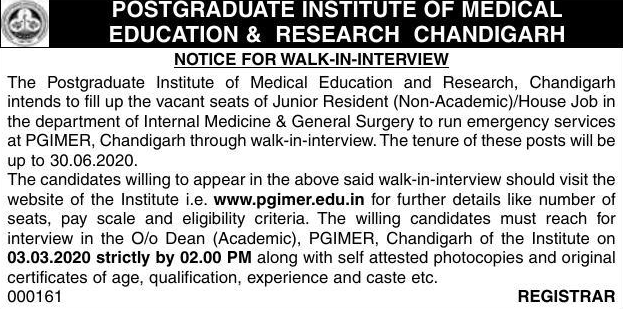 POSTGRADUATE INSTITUTE OF MEDICAL
EDUCATION & RESEARCH CHANDIGARH
NOTICE FOR WALK-IN-INTERVIEW
The Postgraduate Institute of Medical Education and Research, Chandigarh
intends to fill up the vacant seats of Junior Resident (Non-Academic)/House Job in
the department of Internal Medicine & General Surgery to run emergency services
at PGIMER, Chandigarh through walk-in-interview. The tenure of these posts will be
up to 30.06.2020.
The candidates willing to appear in the above said walk-in-interview should visit the
website of the Institute i.e. www.pgimer.edu.in for further details like number of
seats, pay scale and eligibility criteria. The willing candidates must reach for
interview in the O/o Dean (Academic), PGIMER, Chandigarh of the Institute on
03.03.2020 strictly by 02.00 PM along with self attested photocopies and original
certificates of age, qualification, experience and caste etc.
000161 REGISTRAR